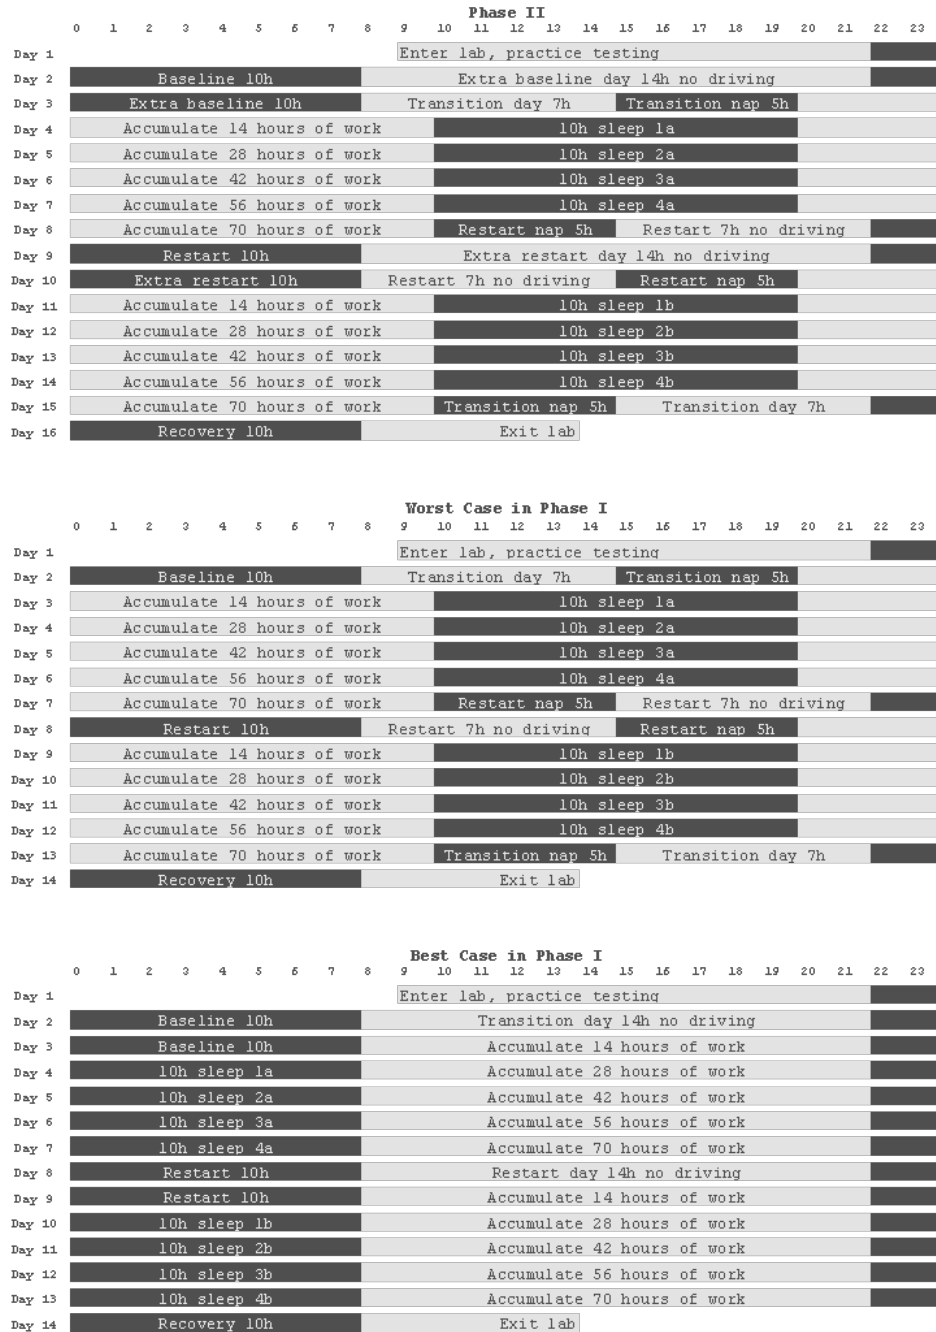 Phase II
0 1 2 3 4 5 6 7 8 9 10 11 12 13 14 15 16 17 18 19 20 21 22 23
Day 1 Enter lab, practice testing
Day 2 Baseline 10h Extra baseline day 14h no driving
Day 3 Extra baseline 10h Transition day 7h Transition nap 5h
Day 4 Accumulate 14 hours of work 10h sleep 1a
Day 5 Accumulate 28 hours of work 10h sleep 2a
Day 6 Accumulate 42 hours of work 10h sleep 3a
Day 7 Accumulate 56 hours of work 10h sleep 4a
Day 8 Accumulate 70 hours of work Restart nap 5h Restart 7h no driving
Day 9 Restart 10h Extra restart day 14h no driving
Day 10 Extra restart 10h Restart 7h no driving Restart nap 5h
Day 11 Accumulate 14 hours of work 10h sleep 1b
Day 12 Accumulate 28 hours of work 10h sleep 2b
Day 13 Accumulate 42 hours of work 10h sleep 3b
Day 14 Accumulate 56 hours of work 10h sleep 4b
Day 15 Accumulate 70 hours of work Transition nap 5h Transition day 7h
Day 16 Recovery 10h Exit lab
Worst Case in Phase I
0 1 2 3 4 5 6 7 8 9 10 11 12 13 14 15 16 17 18 19 20 21 22 23
Day 1 Enter lab, practice testing
Day 2 Baseline 10h Transition day 7h Transition nap 5h
Day 3 Accumulate 14 hours of work 10h sleep 1a
Day 4 Accumulate 28 hours of work 10h sleep 2a
Day 5 Accumulate 42 hours of work 10h sleep 3a
Day 6 Accumulate 56 hours of work 10h sleep 4a
Day 7 Accumulate 70 hours of work Restart nap 5h Restart 7h no driving
Day 8 Restart 10h Restart 7h no driving Restart nap 5h
Day 9 Accumulate 14 hours of work 10h sleep 1b
Day 10 Accumulate 28 hours of work 10h sleep 2b
Day 11 Accumulate 42 hours of work 10h sleep 3b
Day 12 Accumulate 56 hours of work 10h sleep 4b
Day 13 Accumulate 70 hours of work Transition nap 5h Transition day 7h
Day 14 Recovery 10h Exit lab
Best Case in Phase I
0 1 2 3 4 5 6 7 8 9 10 11 12 13 14 15 16 17 18 19 20 21 22 23
Day 1 Enter lab, practice testing
Day 2 Baseline 10h Transition day 14h no driving
Day 3 Baseline 10h Accumulate 14 hours of work
Day 4 10h sleep 1a Accumulate 28 hours of work
Day 5 10h sleep 2a Accumulate 42 hours of work
Day 6 10h sleep 3a Accumulate 56 hours of work
Day 7 10h sleep 4a Accumulate 70 hours of work
Day 8 Restart 10h Restart day 14h no driving
Day 9 Restart 10h Accumulate 14 hours of work
Day 10 10h sleep 1b Accumulate 28 hours of work
Day 11 10h sleep 2b Accumulate 42 hours of work
Day 12 10h sleep 3b Accumulate 56 hours of work
Day 13 10h sleep 4b Accumulate 70 hours of work
Day 14 Recovery 10h Exit lab